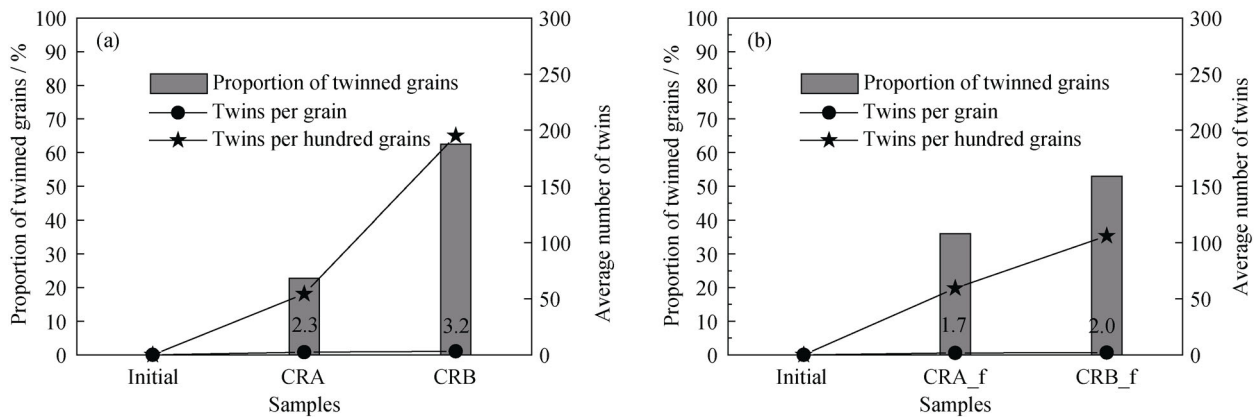 (a)
Proportion of twinned grains / %
100
90
80
70
60
50
40
30
20
10
0
Proportion of twinned grains
Twins per grain
Twins per hundred grains
2.3
3.2
300
250
200
150
100
50
0
Average number of twins
Initial CRA CRB
Samples
(b)
Proportion of twinned grains / %
100
90
80
70
60
50
40
30
20
10
0
Proportion of twinned grains
Twins per grain
Twins per hundred grains
1.7
2.0
300
250
200
150
100
50
0
Average number of twins
Initial CRA_f CRB_f
Samples